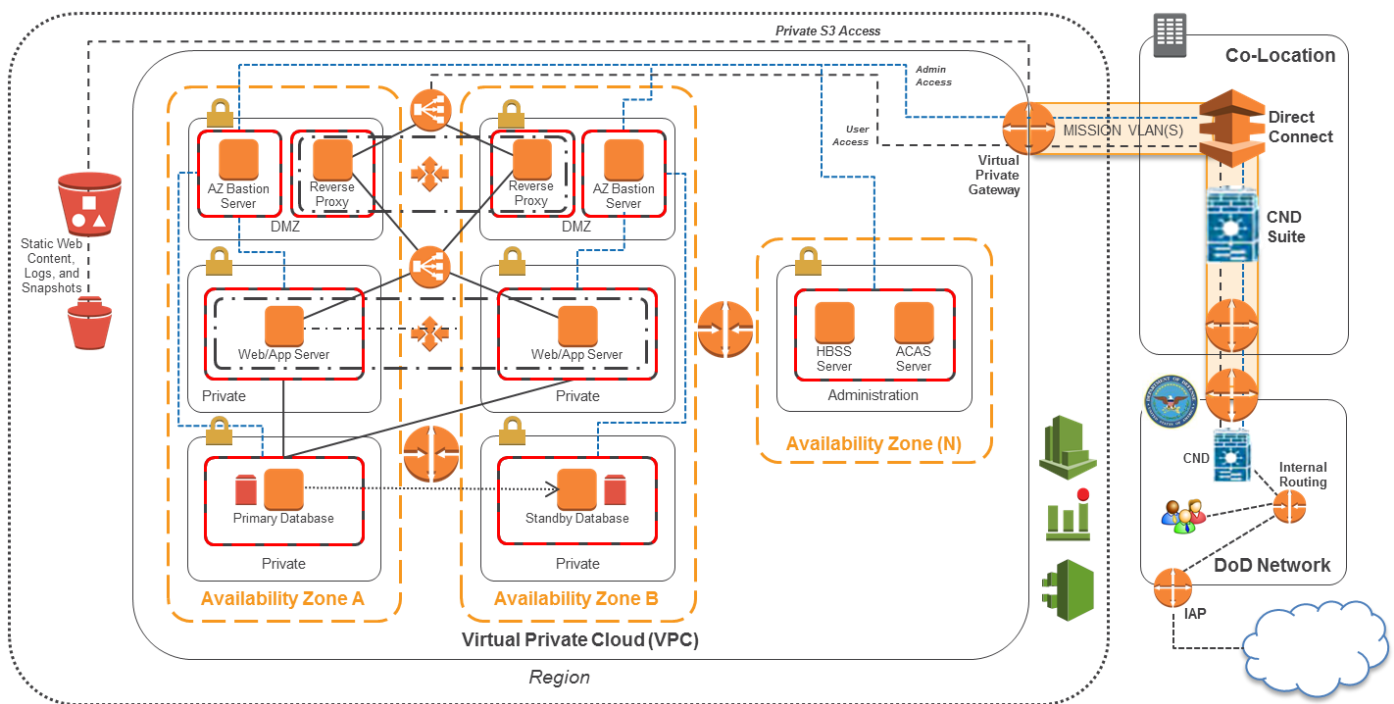 Private S3 Access
Co-Location
Admin
Access
User
Access
MISSION VLAN(S)
Direct
Connect
Virtual
Private
Gateway
AZ Bastion
Server
Reverse
Proxy
Reverse
Proxy
AZ Bastion
Server
DMZ
DMZ
CND
Suite
Static Web
Content,
Logs, and
Snapshots
Web/App Server
Web/App Server
HBSS
Server
ACAS
Server
Private
Private
Administration
Availability Zone (N)
CND
Internal
Routing
Primary Database
Standby Database
Private
Private
DoD Network
Availability Zone A
Availability Zone B
IAP
Virtual Private Cloud (VPC)
Region